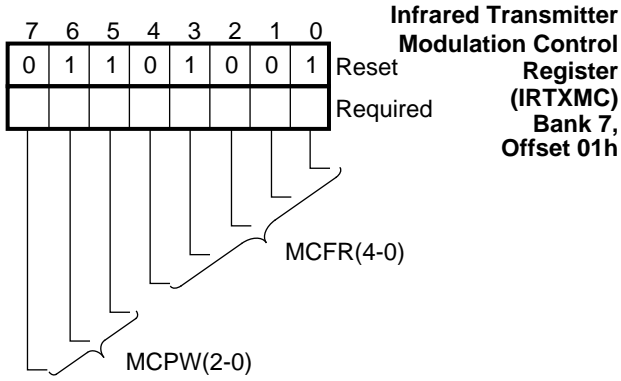 Infrared Transmitter
Modulation Control
Register
(IRTXMC)
Bank 7,
Offset 01h
7 6 5 4 3 2 1 0
0 1 1 0 1 0 0 1 Reset
Required
MCFR(4-0)
MCPW(2-0)